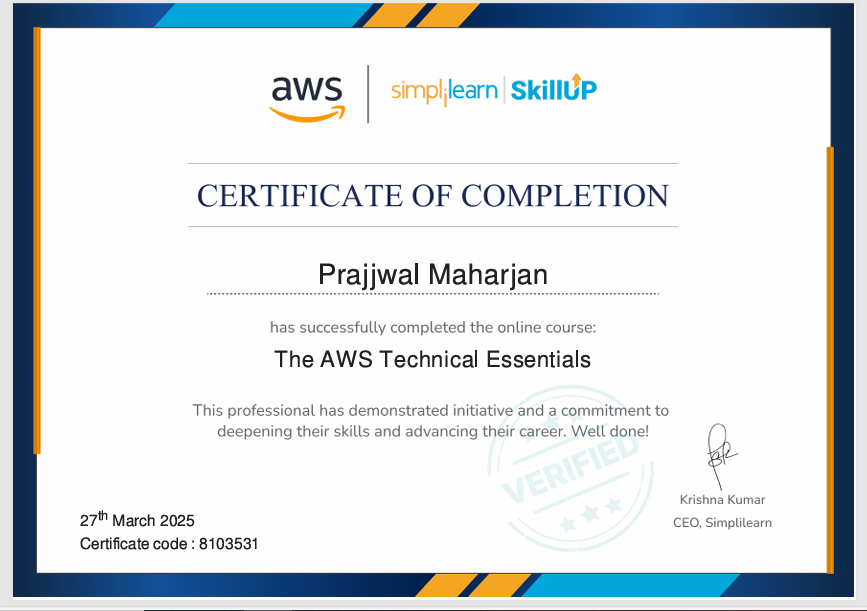 aws
simplilearn | SkillUP
CERTIFICATE OF COMPLETION
Prajjwal Maharjan
has successfully completed the online course:
The AWS Technical Essentials
This professional has demonstrated initiative and a commitment to
deepening their skills and advancing their career. Well done!
VERIFIED
Krishna Kumar
CEO, Simplilearn
27th March 2025
Certificate code : 8103531